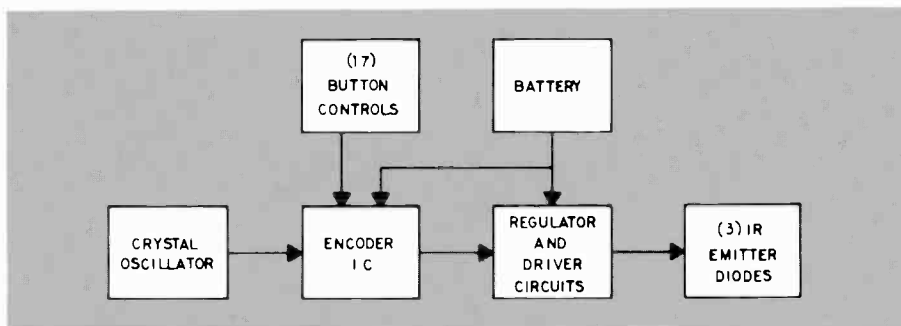 (17)
BUTTON
CONTROLS
BATTERY
CRYSTAL
OSCILLATOR
ENCODER
IC
REGULATOR
AND
DRIVER
CIRCUITS
(3) IR
EMITTER
DIODES